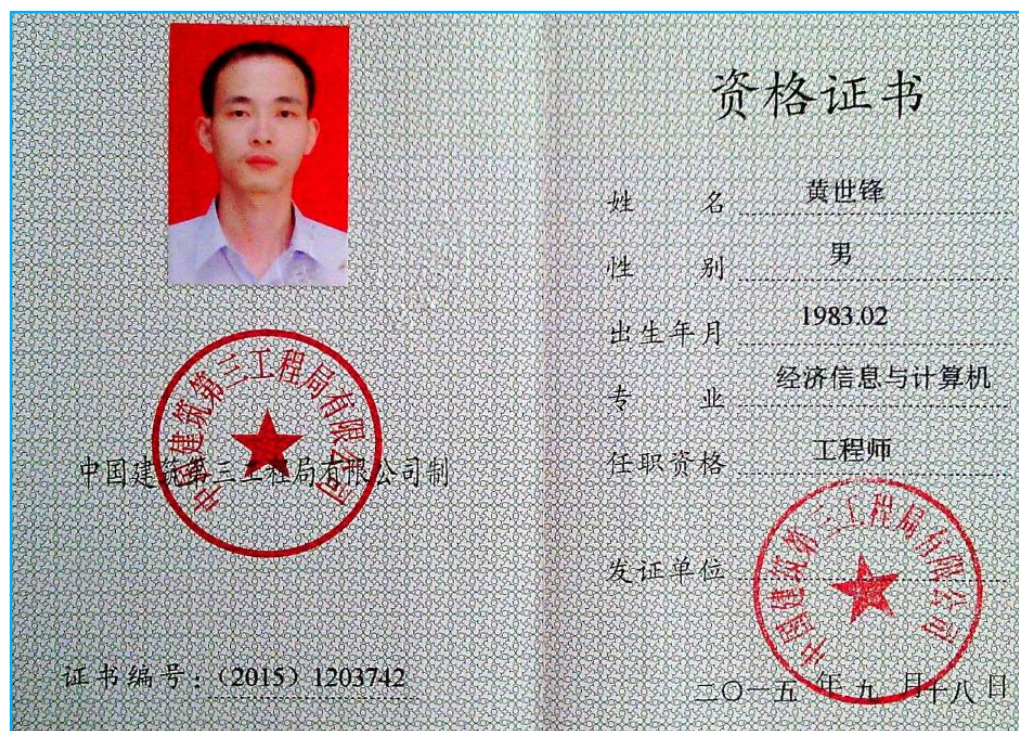 中国建筑第三工程局有限公司
中国建筑第三工程局有限公司制
证书编号：（2015）1203742
资格证书
姓 名 黄世锋
性 别 男
出生年月 1983.02
专 业 经济信息与计算机
任职资格 工程师
发证单位
中国建筑第三工程局有限公司
二〇一五 年 九 月 十八 日